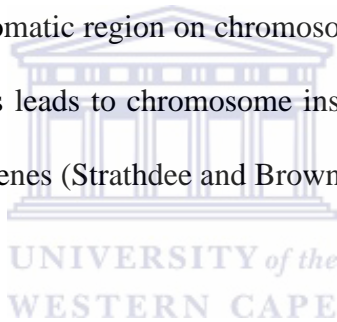 omatic region on chromoso
s leads to chromosome ins
enes (Strathdee and Brown
UNIVERSITY of the
WESTERN CAPE